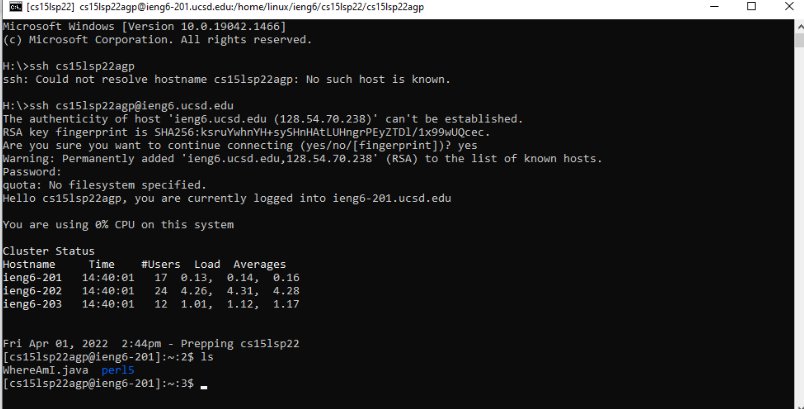 [cs15lsp22] cs15lsp22agp@ieng6-201.ucsd.edu:/home/linux/ieng6/cs15lsp22/cs15lsp22agp
Microsoft Windows [Version 10.0.19042.1466]
(c) Microsoft Corporation. All rights reserved.
H:\>ssh cs15lsp22agp
ssh: Could not resolve hostname cs15lsp22agp: No such host is known.
H:\>ssh cs15lsp22agp@ieng6.ucsd.edu
The authenticity of host 'ieng6.ucsd.edu (128.54.70.238)' can't be established.
RSA key fingerprint is SHA256:ksruYwhnYH+sySHnHAtLUHngrPEyZTDl/1x99wUQcec.
Are you sure you want to continue connecting (yes/no/[fingerprint])? yes
Warning: Permanently added 'ieng6.ucsd.edu,128.54.70.238' (RSA) to the list of known hosts.
Password:
quota: No filesystem specified.
Hello cs15lsp22agp, you are currently logged into ieng6-201.ucsd.edu
You are using 0% CPU on this system
Cluster Status
Hostname Time #Users Load Averages
ieng6-201 14:40:01 17 0.13, 0.14, 0.16
ieng6-202 14:40:01 24 4.26, 4.31, 4.28
ieng6-203 14:40:01 12 1.01, 1.12, 1.17
Fri Apr 01, 2022 2:44pm - Prepping cs15lsp22
[cs15lsp22agp@ieng6-201]:~:2$ ls
WhereAmI.java perl5
[cs15lsp22agp@ieng6-201]:~:3$